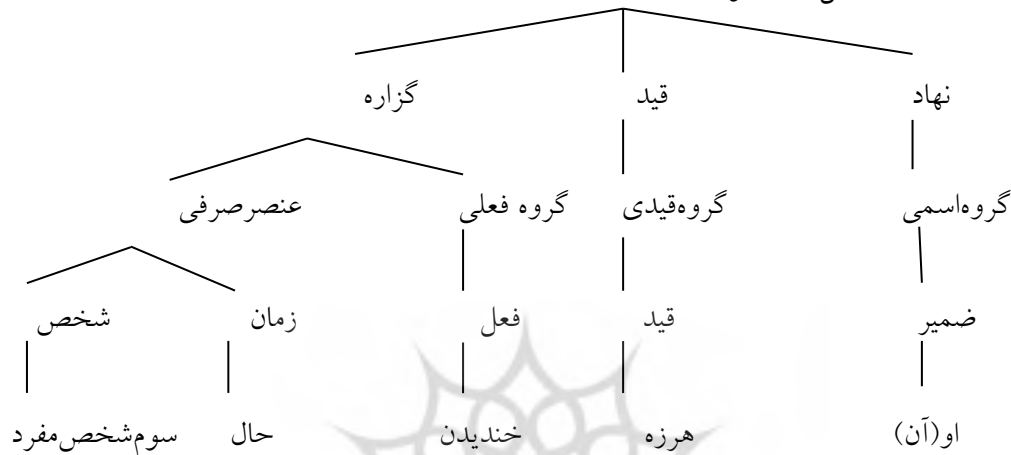 نهاد قید گزاره
گروه‌اسمی گروه‌قیدی گروه فعلی عنصرصرفی
ضمیر قید فعل زمان شخص
او(آن) هرزه خندیدن حال سوم‌شخص‌مفرد